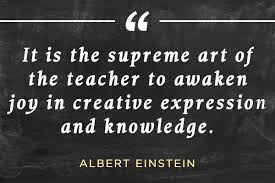 “
It is the supreme art of
the teacher to awaken
joy in creative expression
and knowledge.
ALBERT EINSTEIN